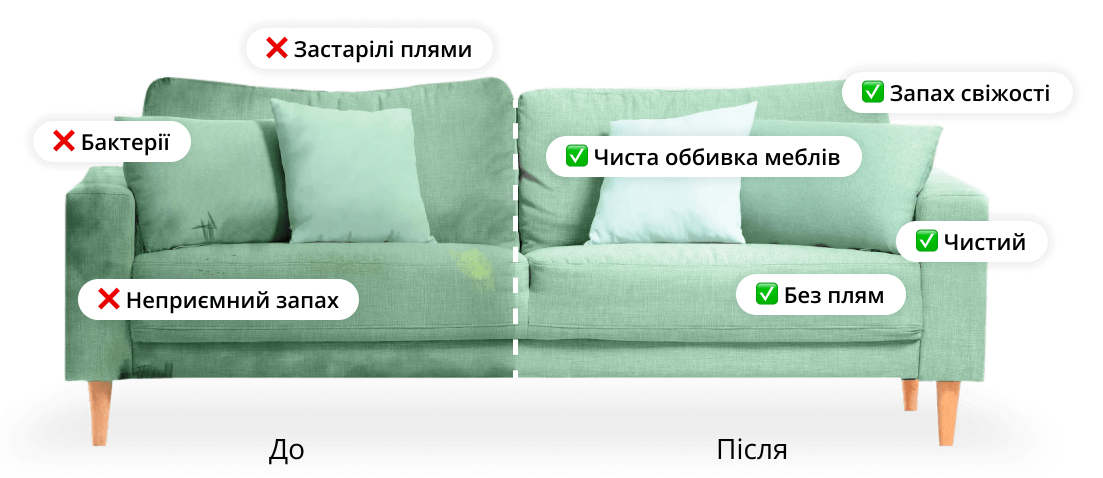 ❌ Застарілі плями
✅ Запах свіжості
❌ Бактерії
✅ Чиста оббивка меблів
✅ Чистий
❌ Неприємний запах
✅ Без плям
До
Після